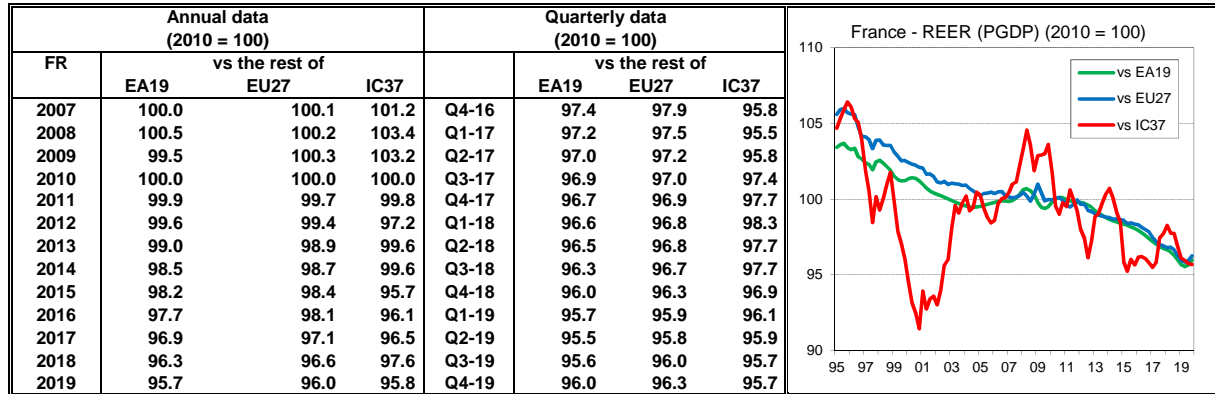 Annual data Quarterly data
(2010 = 100) (2010 = 100)
FR vs the rest of vs the rest of
EA19 EU27 IC37 EA19 EU27 IC37
2007 100.0 100.1 101.2 Q4-16 97.4 97.9 95.8
2008 100.5 100.2 103.4 Q1-17 97.2 97.5 95.5
2009 99.5 100.3 103.2 Q2-17 97.0 97.2 95.8
2010 100.0 100.0 100.0 Q3-17 96.9 97.0 97.4
2011 99.9 99.7 99.8 Q4-17 96.7 96.9 97.7
2012 99.6 99.4 97.2 Q1-18 96.6 96.8 98.3
2013 99.0 98.9 99.6 Q2-18 96.5 96.8 97.7
2014 98.5 98.7 99.6 Q3-18 96.3 96.7 97.7
2015 98.2 98.4 95.7 Q4-18 96.0 96.3 96.9
2016 97.7 98.1 96.1 Q1-19 95.7 95.9 96.1
2017 96.9 97.1 96.5 Q2-19 95.5 95.8 95.9
2018 96.3 96.6 97.6 Q3-19 95.6 96.0 95.7
2019 95.7 96.0 95.8 Q4-19 96.0 96.3 95.7
France - REER (PGDP) (2010 = 100)
110
105
100
95
90
vs EA19
vs EU27
vs IC37
95 97 99 01 03 05 07 09 11 13 15 17 19